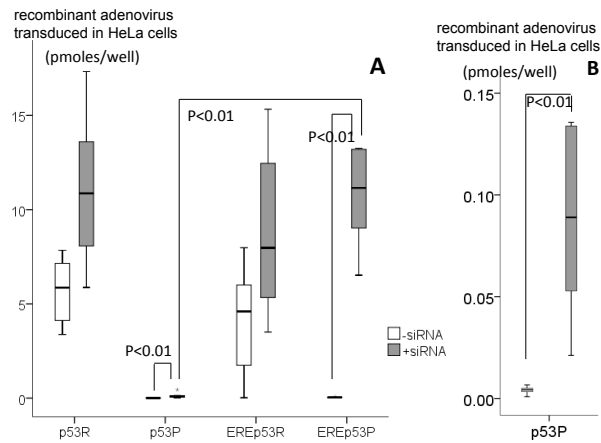 recombinant adenovirus
transduced in HeLa cells
(pmoles/well)
A
P<0.01
P<0.01
P<0.01
15
10
5
0
-siRNA
+siRNA
p53R
p53P
EREp53R
EREp53P
recombinant adenovirus
transduced in HeLa cells
(pmoles/well)
B
P<0.01
0.15
0.10
0.05
0.00
p53P